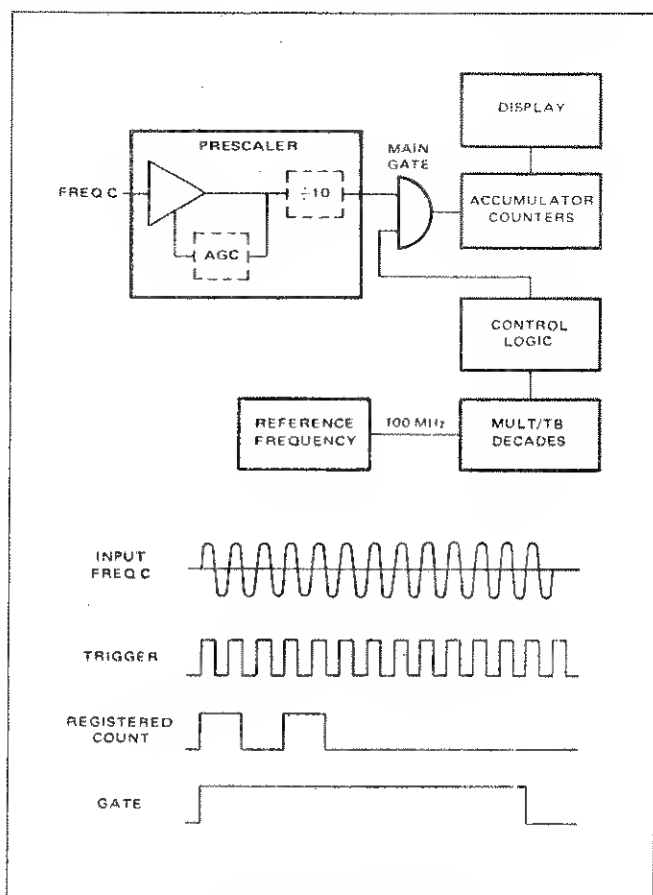 DISPLAY
PRESCALER
MAIN
GATE
FREQ C
÷10
ACCUMULATOR
COUNTERS
AGC
CONTROL
LOGIC
REFERENCE
FREQUENCY
100 MHz
MULT/TB
DECADES
INPUT
FREQ C
TRIGGER
REGISTERED
COUNT
GATE